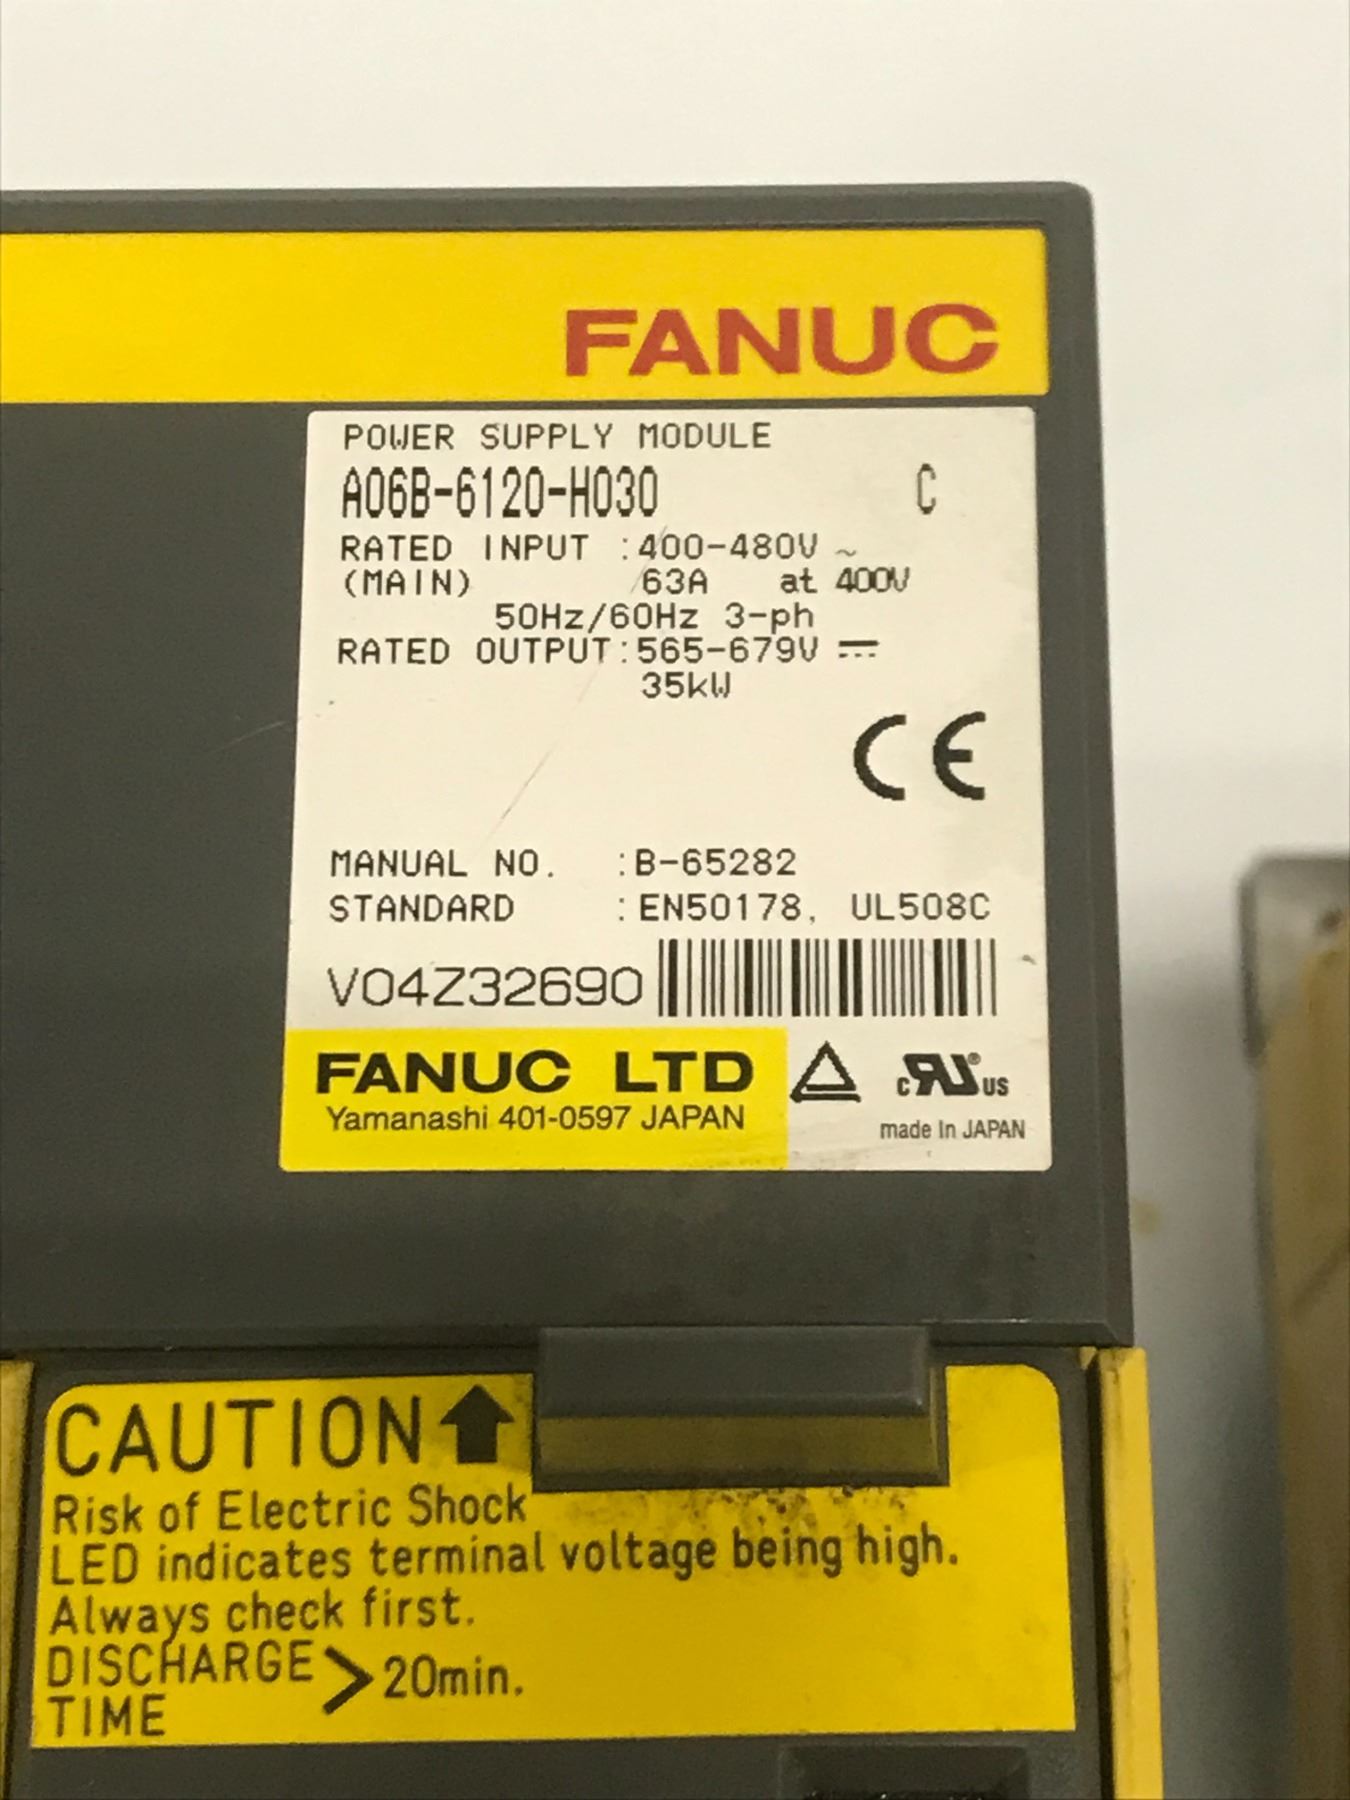 FANUC
POWER SUPPLY MODULE
A06B-6120-H030 C
RATED INPUT :400-480V ~
(MAIN) 63A at 400V
50Hz/60Hz 3-ph
RATED OUTPUT:565-679V ⎓
35kW
CE
MANUAL NO. :B-65282
STANDARD :EN50178, UL508C
V04Z32690
FANUC LTD
Yamanashi 401-0597 JAPAN
cRU®US
made In JAPAN
CAUTION
Risk of Electric Shock
LED indicates terminal voltage being high.
Always check first.
DISCHARGE > 20min.
TIME